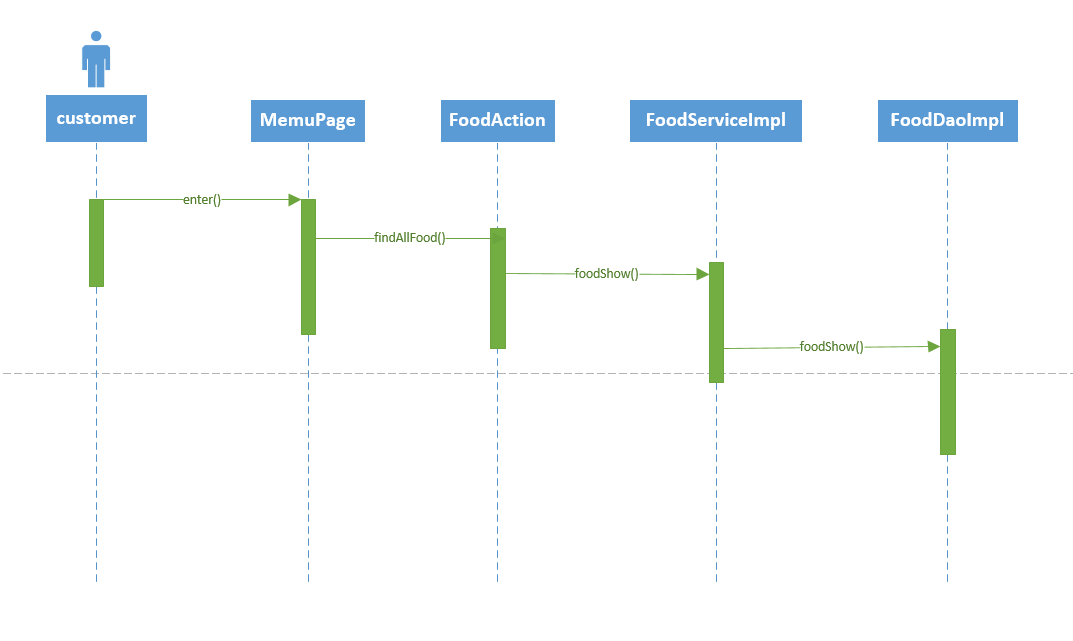 customer
MemuPage
FoodAction
FoodServiceImpl
FoodDaoImpl
enter()
findAllFood()
foodShow()
foodShow()